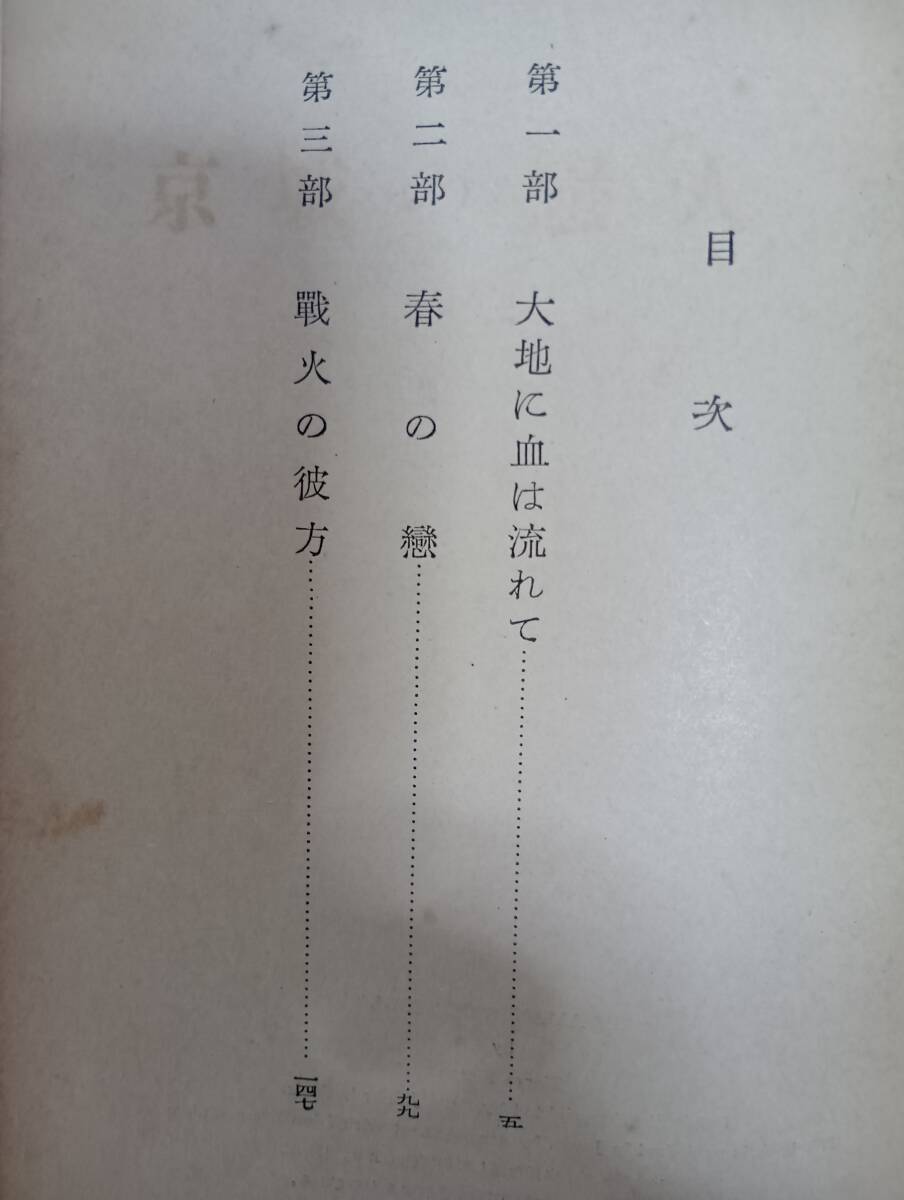 目次
第一部 大地に血は流れて……五
第二部 春の戀……九九
第三部 戰火の彼方……一四七